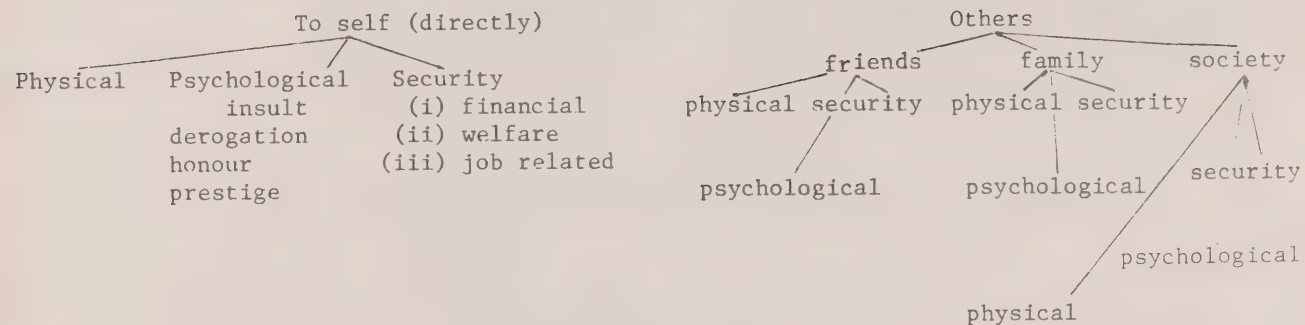 To self (directly)
Physical Psychological Security
insult (i) financial
derogation (ii) welfare
honour (iii) job related
prestige
Others
friends family society
physical security physical security
psychological psychological security
psychological
physical